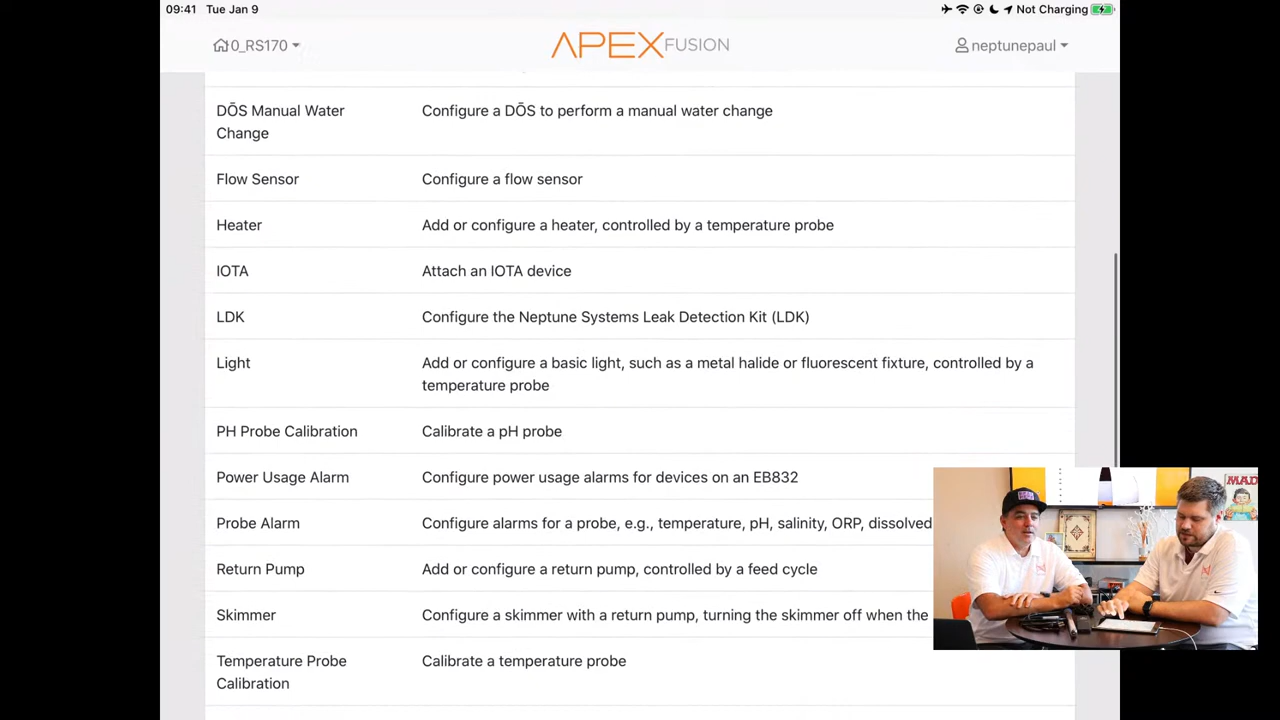 09:41 Tue Jan 9
Not Charging
0_RS170
APEX FUSION
neptunepaul
DŌS Manual Water
Change
Configure a DŌS to perform a manual water change
Flow Sensor
Configure a flow sensor
Heater
Add or configure a heater, controlled by a temperature probe
IOTA
Attach an IOTA device
LDK
Configure the Neptune Systems Leak Detection Kit (LDK)
Light
Add or configure a basic light, such as a metal halide or fluorescent fixture, controlled by a
temperature probe
PH Probe Calibration
Calibrate a pH probe
Power Usage Alarm
Configure power usage alarms for devices on an EB832
Probe Alarm
Configure alarms for a probe, e.g., temperature, pH, salinity, ORP, dissolved
Return Pump
Add or configure a return pump, controlled by a feed cycle
Skimmer
Configure a skimmer with a return pump, turning the skimmer off when the
Temperature Probe
Calibration
Calibrate a temperature probe
MAD